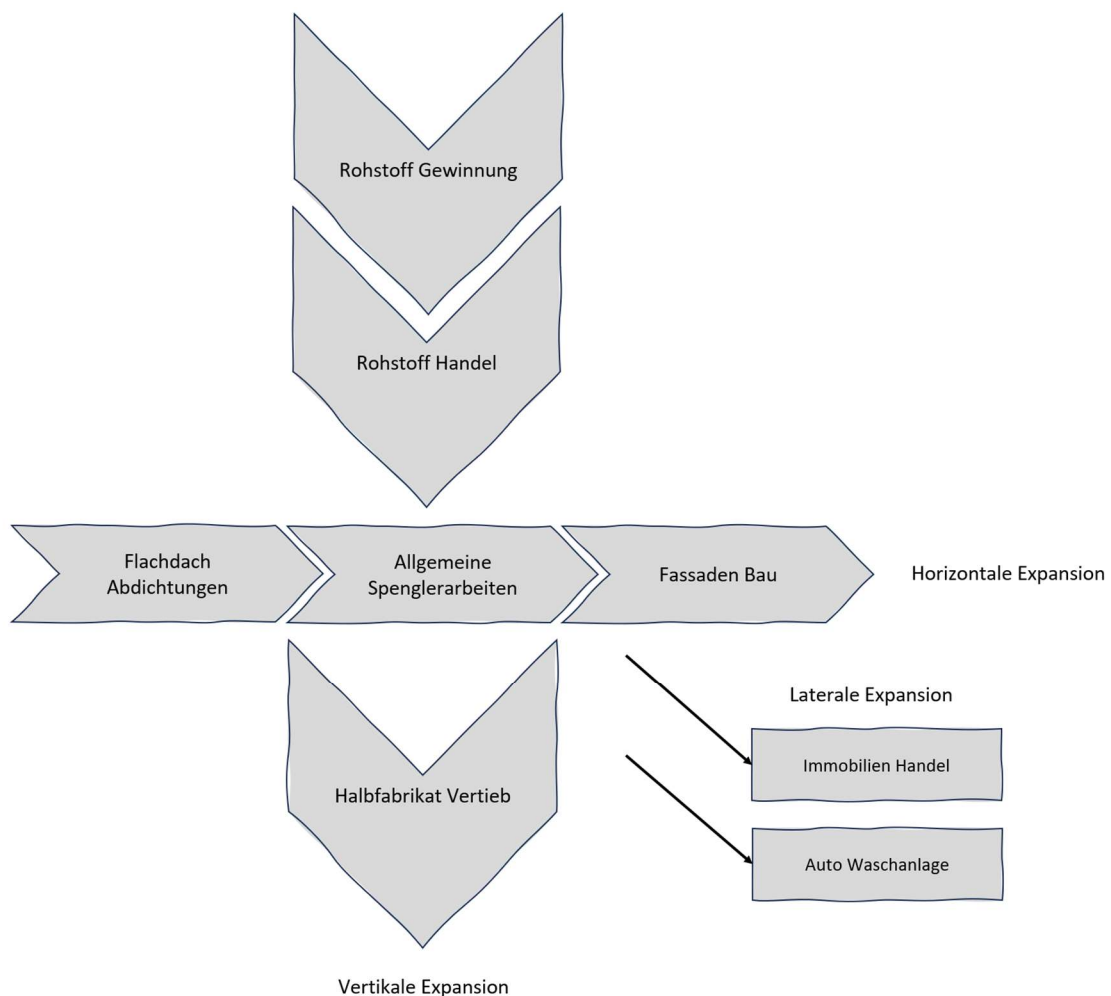 Rohstoff Gewinnung
Rohstoff Handel
Flachdach
Abdichtungen
Allgemeine
Spenglerarbeiten
Fassaden Bau
Horizontale Expansion
Laterale Expansion
Immobilien Handel
Halbfabrikat Vertieb
Auto Waschanlage
Vertikale Expansion